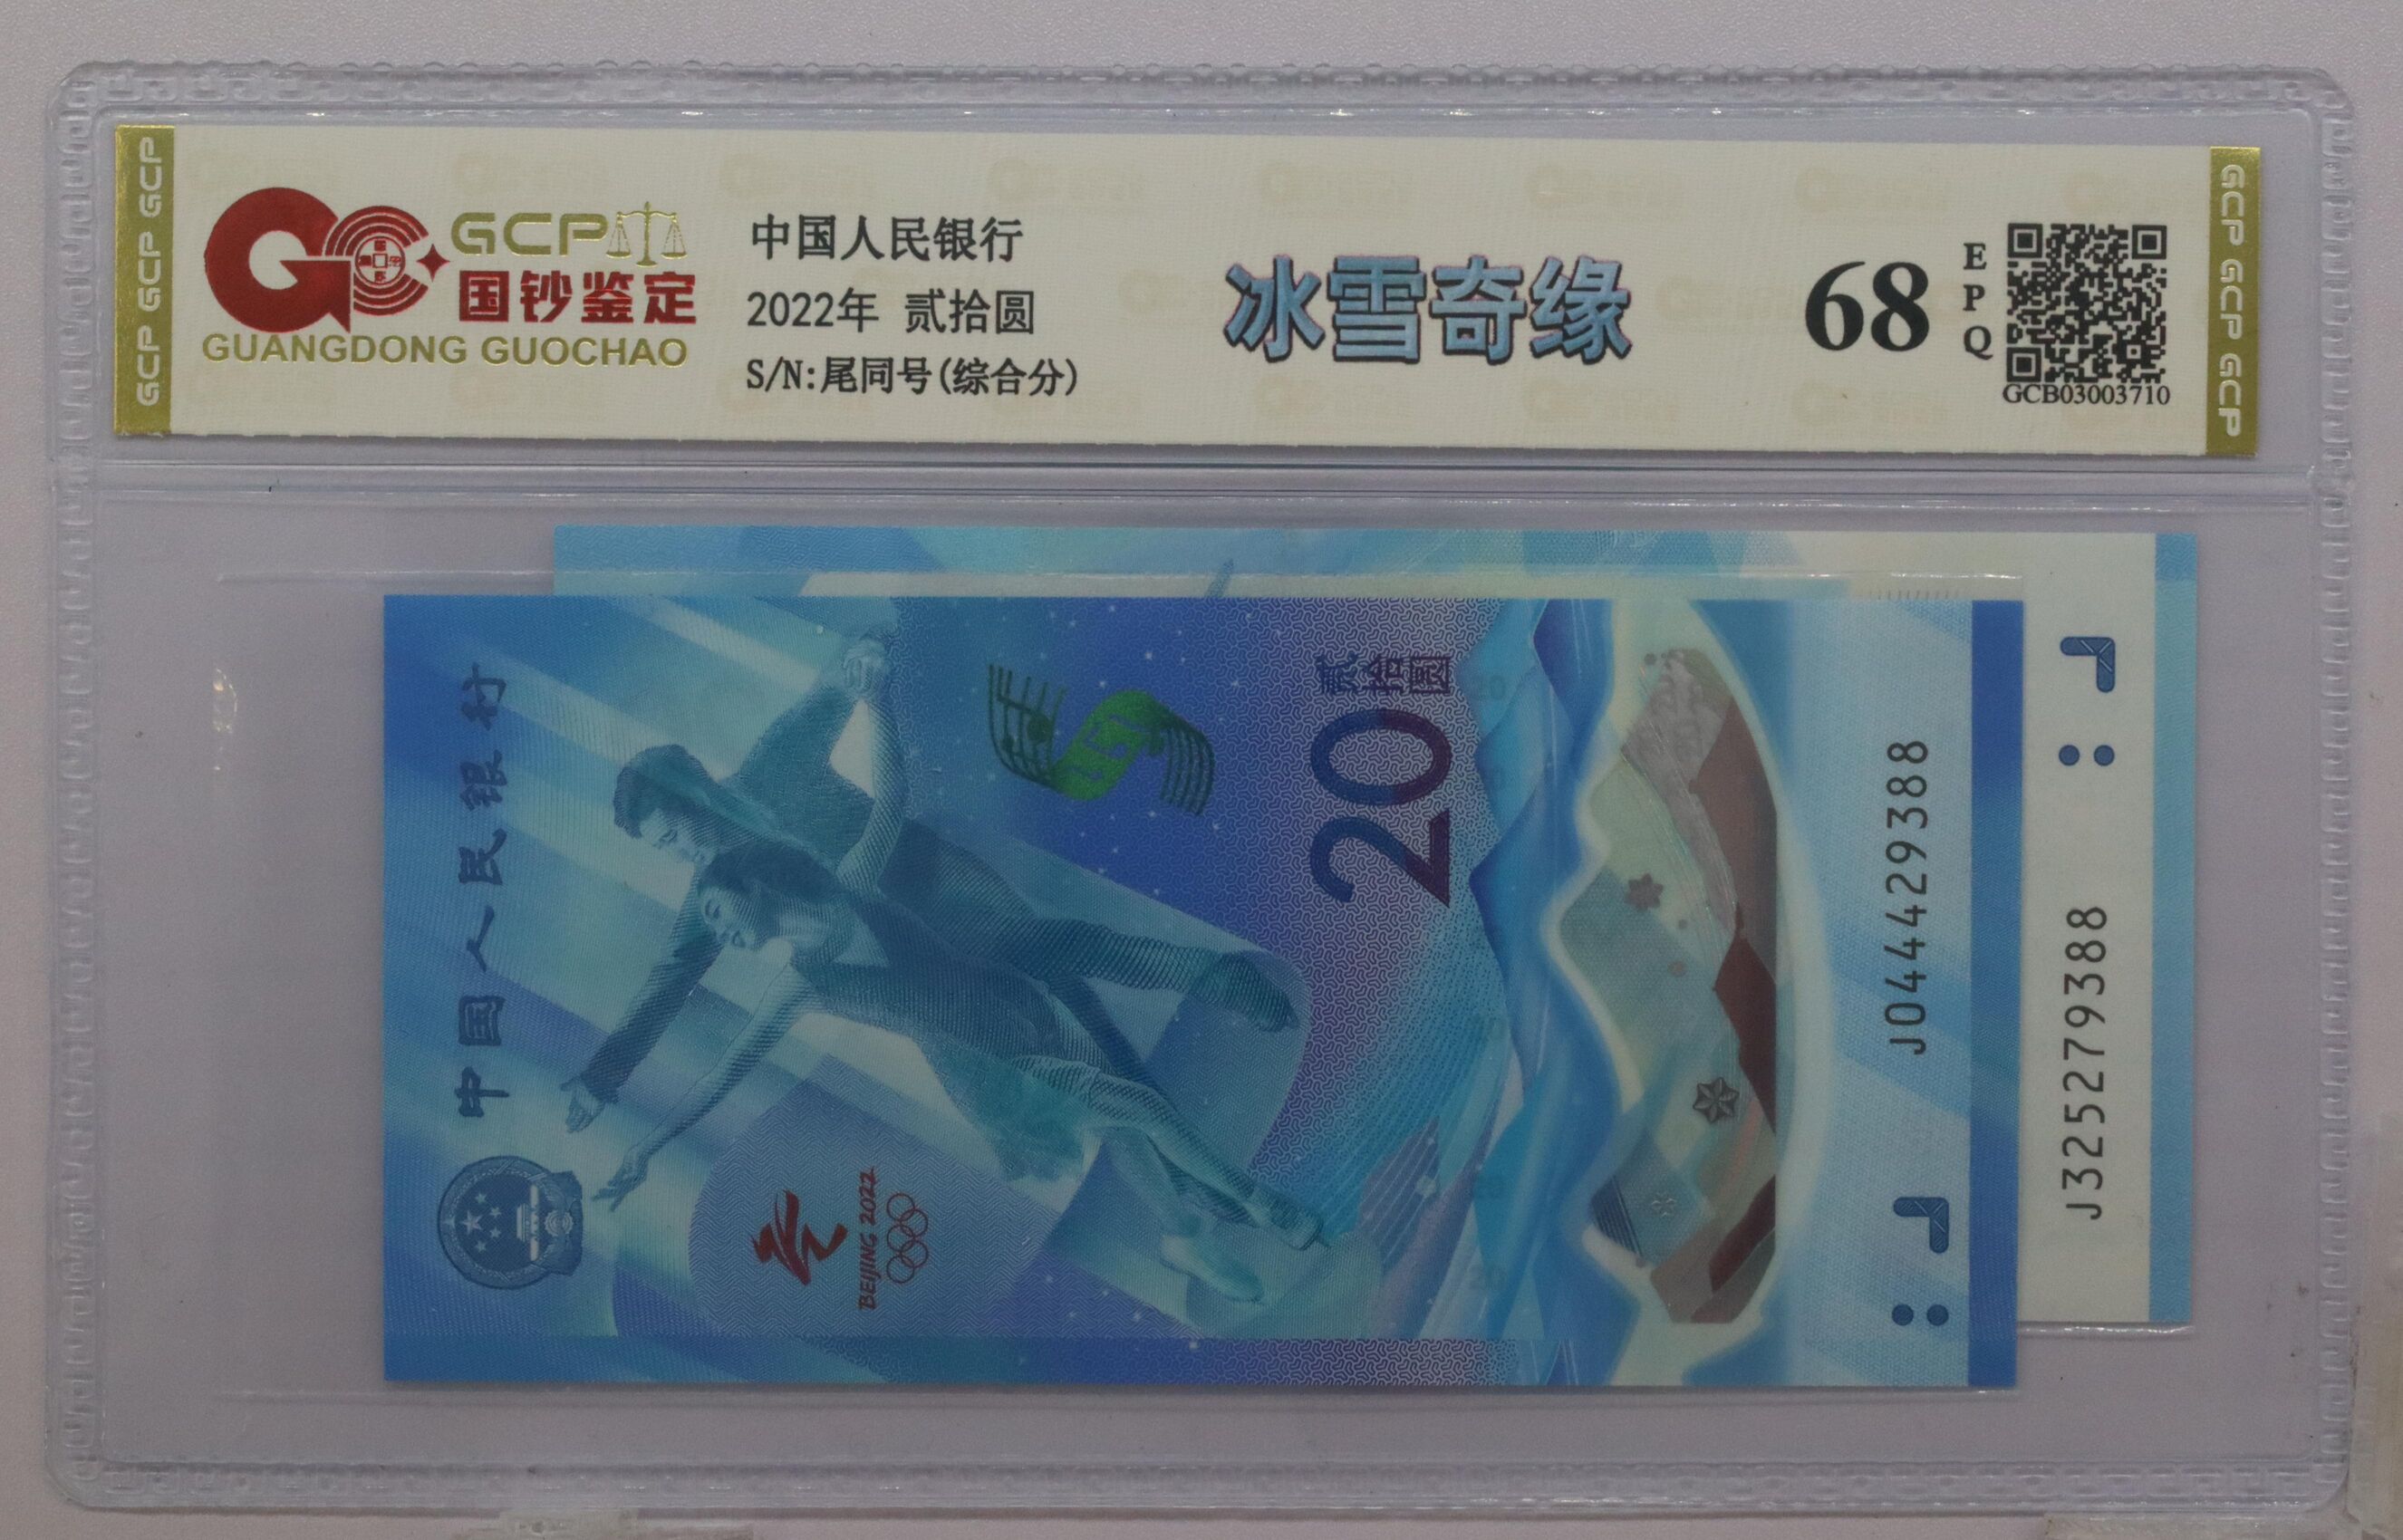 GCP GCP GCP
GCP
国钞鉴定
GUANGDONG GUOCHAO
中国人民银行
2022年 贰拾圆
S/N:尾同号(综合分)
冰雪奇缘
68
EPQ
GCB03003710
GCP GCP GCP
中国人民银行
BEIJING 2022
贰拾圆
20
J044429388
J325279388